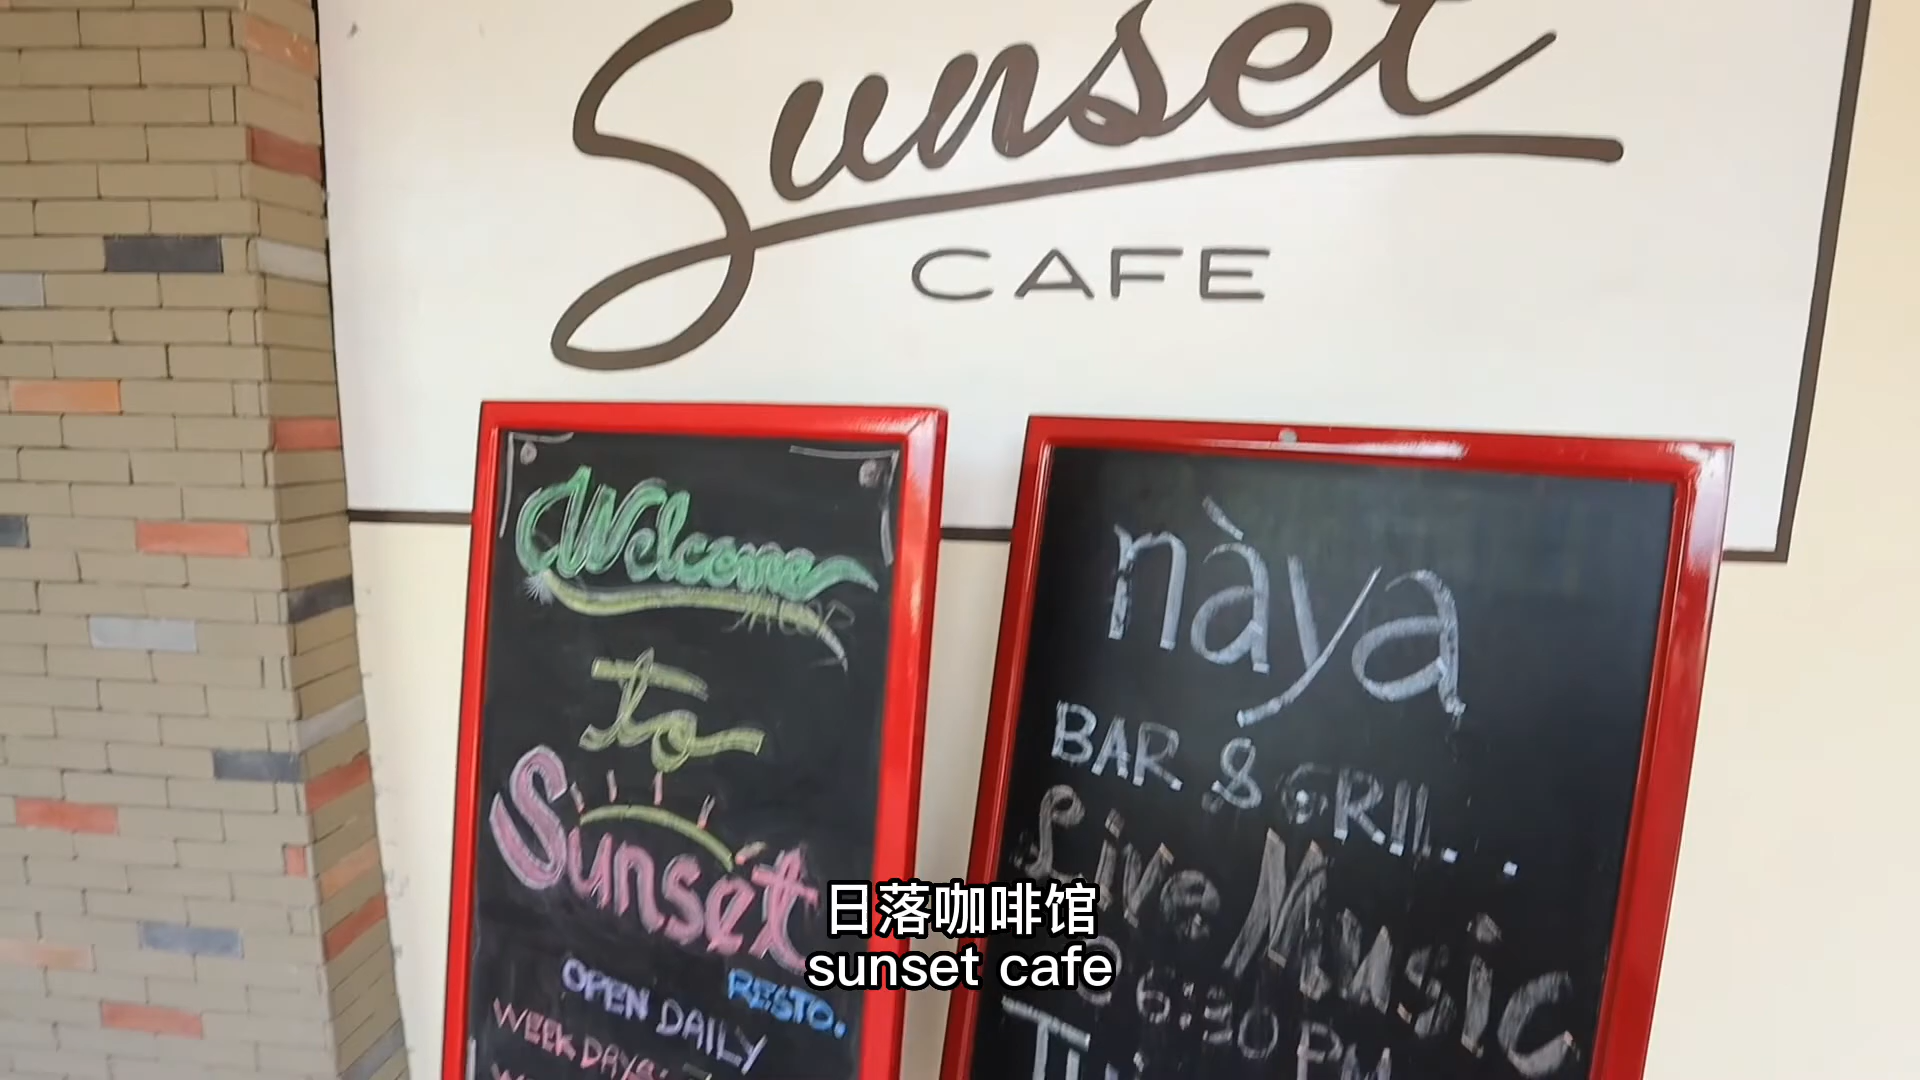 Sunset
CAFE
Welcome
to
Sunset
RESTO.
OPEN DAILY
WEEK DAYS:
nàya
BAR & GRIll...
Live Music
6:30 PM
日落咖啡馆
sunset cafe